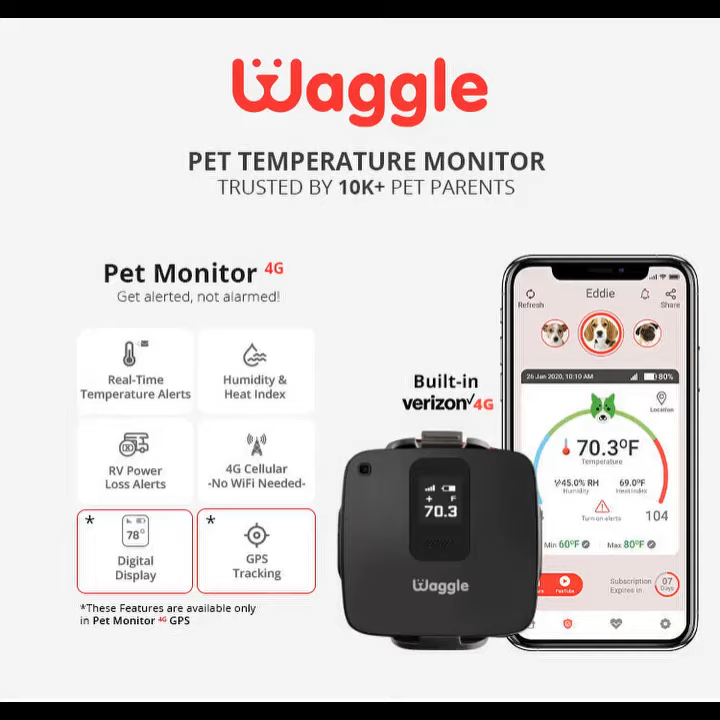 Waggle
PET TEMPERATURE MONITOR
TRUSTED BY 10K+ PET PARENTS
Pet Monitor 4G
Get alerted, not alarmed!
Real-Time
Temperature Alerts
Humidity &
Heat Index
RV Power
Loss Alerts
4G Cellular
-No WiFi Needed-
*
78°
Digital
Display
*
GPS
Tracking
*These Features are available only
in Pet Monitor 4G GPS
Built-in
verizon✓4G
+ F
70.3
Waggle
Refresh
Eddie
Share
26 Jan 2020, 10:10 AM
80%
Location
70.3°F
Temperature
45.0% RH
Humidity
69.0°F
Heat Index
Turn on alerts
104
Min 60°F
Max 80°F
Subscription
Expires in
07
Days